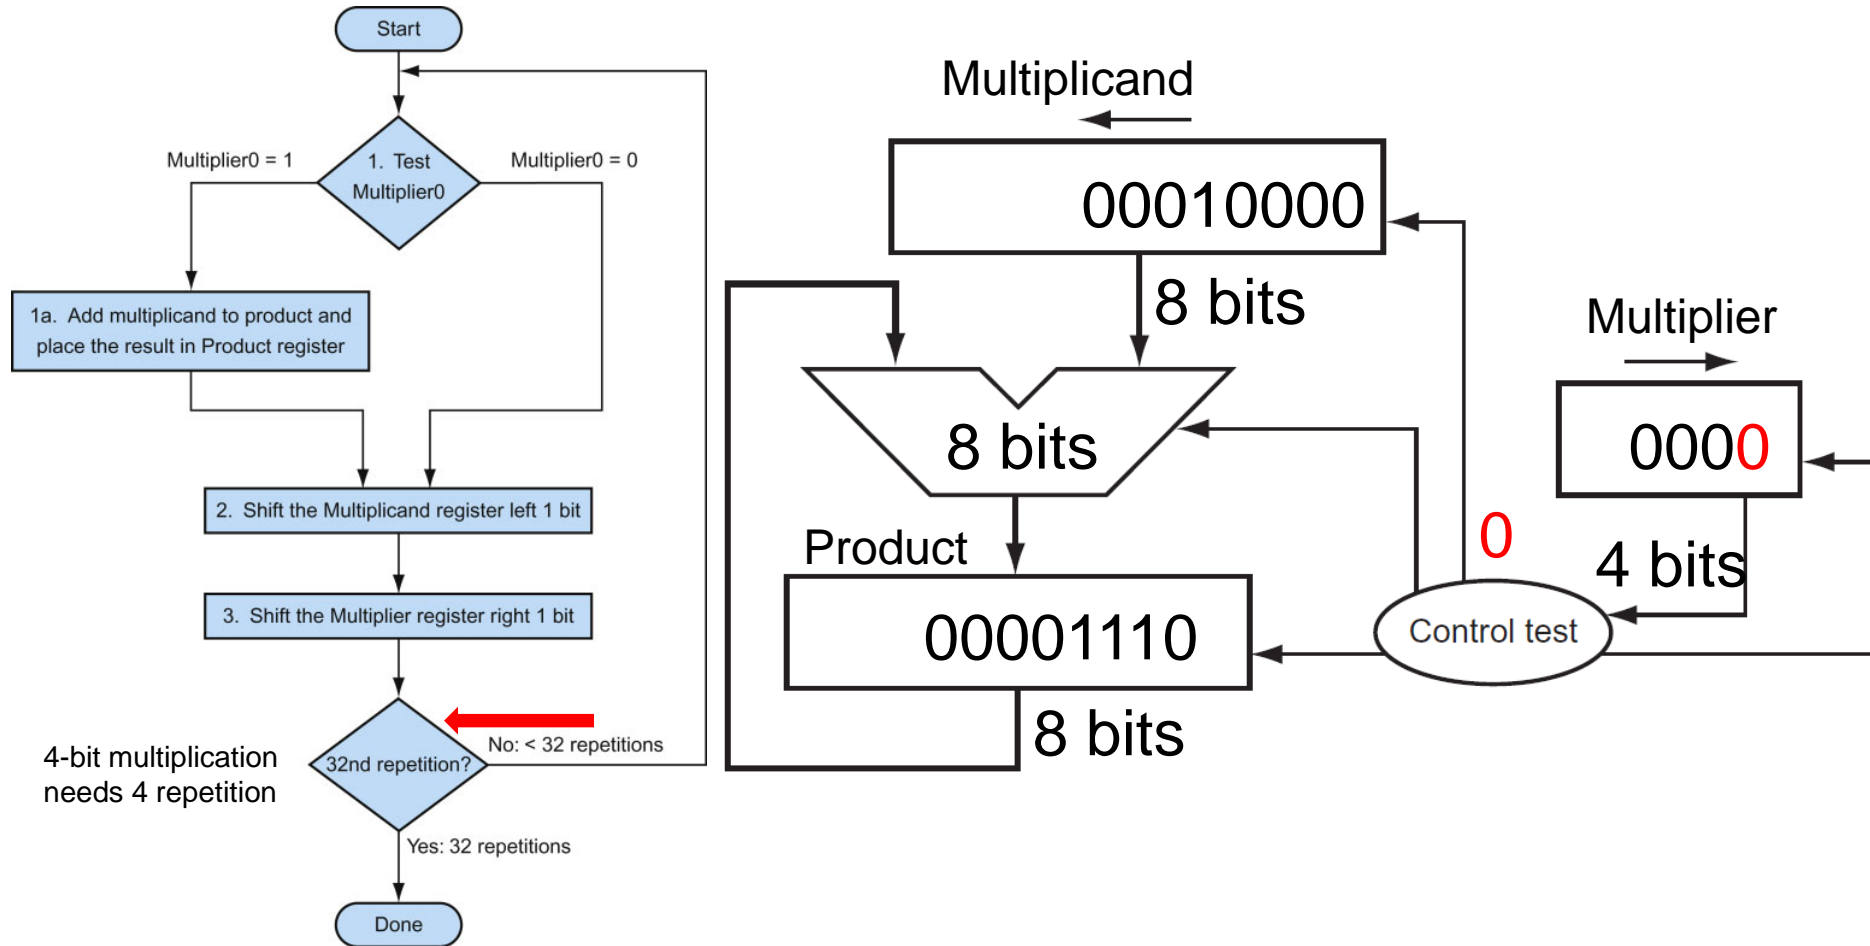 Start
Multiplier0 = 1
1. Test
Multiplier0
Multiplier0 = 0
1a. Add multiplicand to product and
place the result in Product register
2. Shift the Multiplicand register left 1 bit
3. Shift the Multiplier register right 1 bit
32nd repetition?
No: < 32 repetitions
4-bit multiplication
needs 4 repetition
Yes: 32 repetitions
Done
Multiplicand
00010000
8 bits
8 bits
Product
00001110
8 bits
Multiplier
0000
0
4 bits
Control test